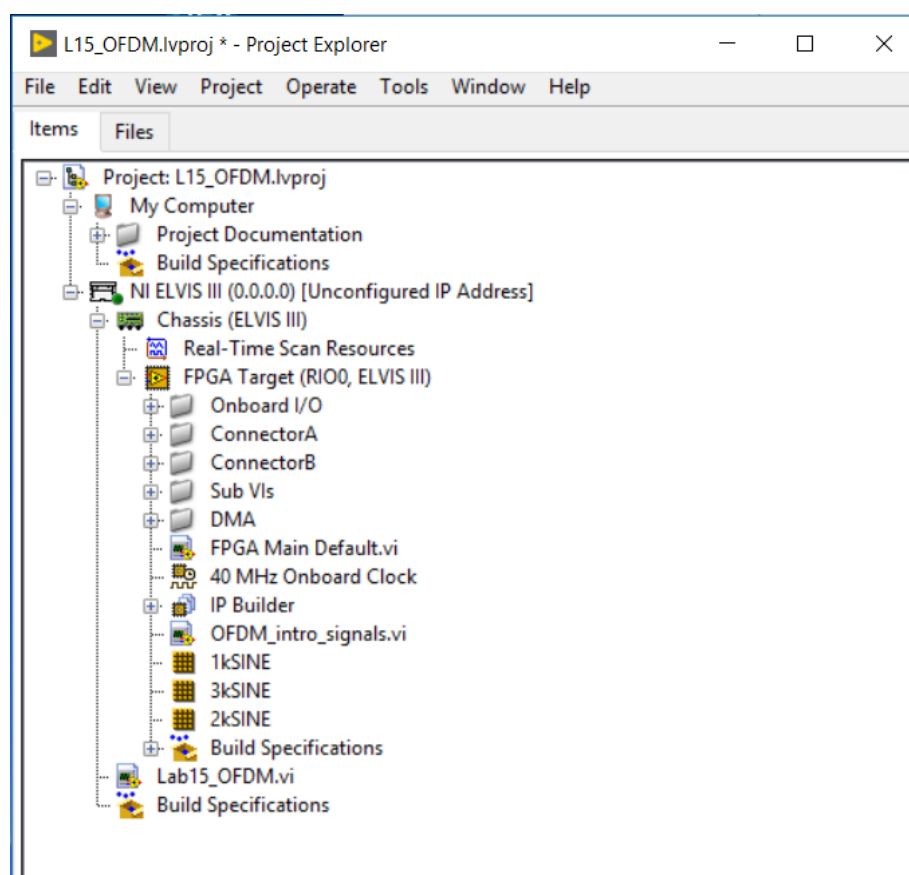 L15_OFDM.lvproj * - Project Explorer
File Edit View Project Operate Tools Window Help
Items Files
Project: L15_OFDM.lvproj
My Computer
Project Documentation
Build Specifications
NI ELVIS III (0.0.0.0) [Unconfigured IP Address]
Chassis (ELVIS III)
Real-Time Scan Resources
FPGA Target (RIO0, ELVIS III)
Onboard I/O
ConnectorA
ConnectorB
Sub VIs
DMA
FPGA Main Default.vi
40 MHz Onboard Clock
IP Builder
OFDM_intro_signals.vi
1kSINE
3kSINE
2kSINE
Build Specifications
Lab15_OFDM.vi
Build Specifications